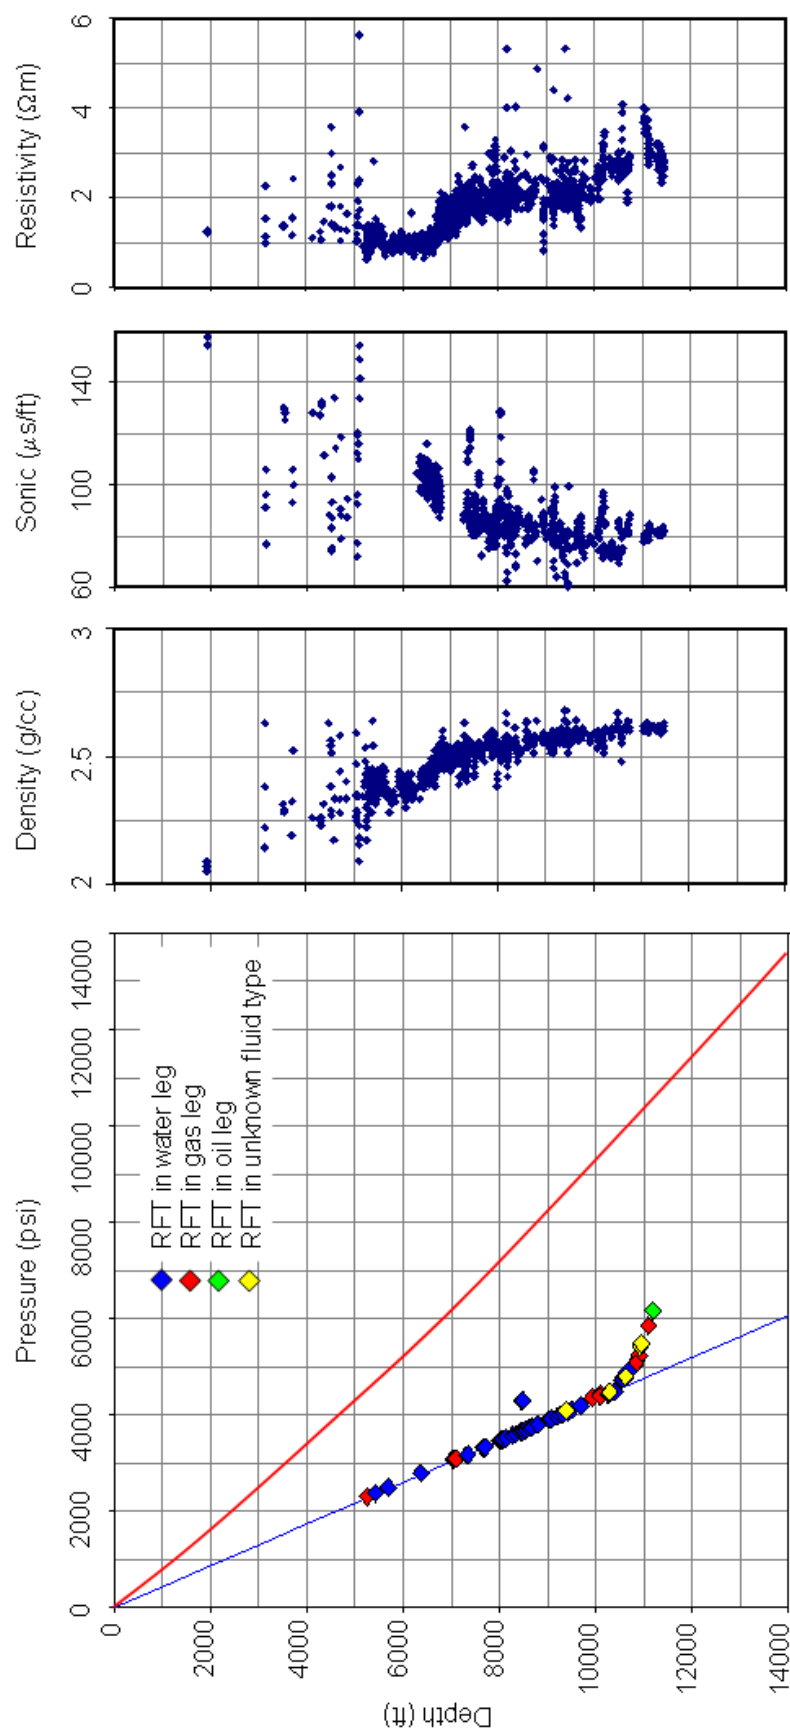 Pressure (psi)
0
2000
4000
6000
8000
10000
12000
14000
Density (g/cc)
2
2.5
3
Sonic (μs/ft)
60
100
140
Resistivity (Ωm)
0
2
4
6
Depth (ft)
0
2000
4000
6000
8000
10000
12000
14000
RFT in water leg
RFT in gas leg
RFT in oil leg
RFT in unknown fluid type